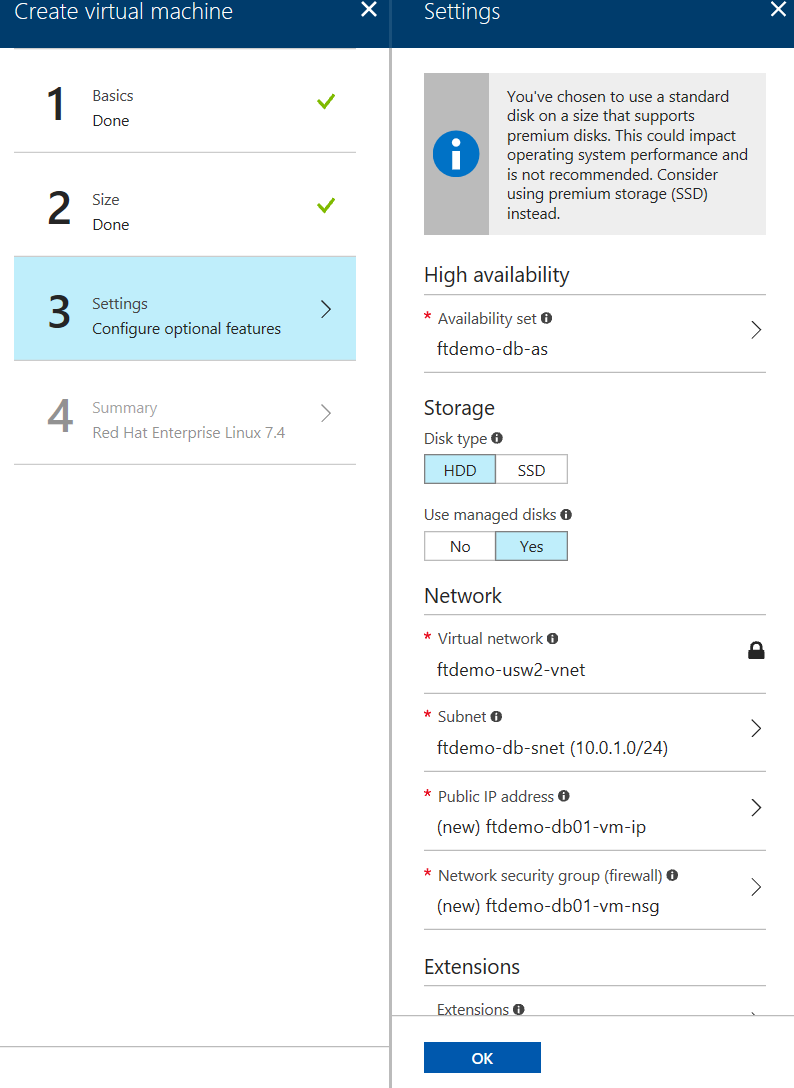 Create virtual machine
1
Basics
Done
2
Size
Done
3
Settings
Configure optional features
4
Summary
Red Hat Enterprise Linux 7.4
Settings
You've chosen to use a standard
disk on a size that supports
premium disks. This could impact
operating system performance and
is not recommended. Consider
using premium storage (SSD)
instead.
High availability
* Availability set
ftdemo-db-as
Storage
Disk type
HDD SSD
Use managed disks
No Yes
Network
* Virtual network
ftdemo-usw2-vnet
* Subnet
ftdemo-db-snet (10.0.1.0/24)
* Public IP address
(new) ftdemo-db01-vm-ip
* Network security group (firewall)
(new) ftdemo-db01-vm-nsg
Extensions
Extensions
OK